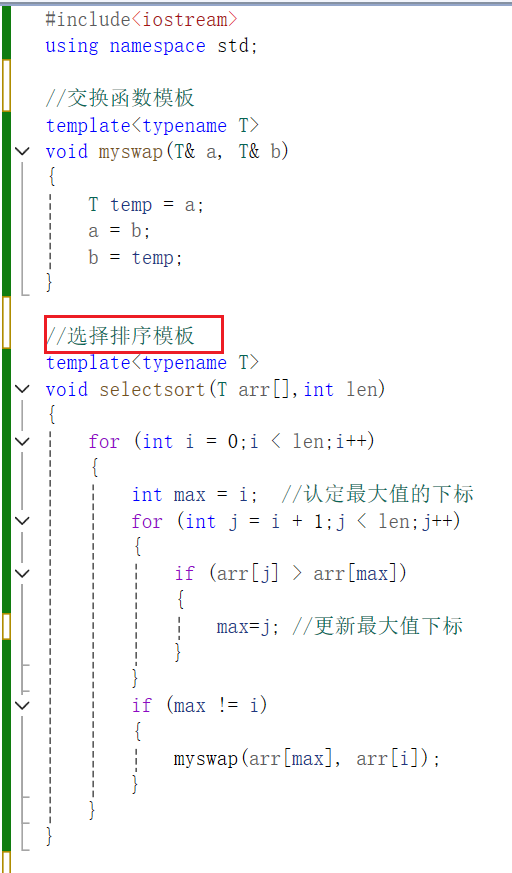 #include<iostream>
using namespace std;
//交换函数模板
template<typename T>
void myswap(T& a, T& b)
{
T temp = a;
a = b;
b = temp;
}
//选择排序模板
template<typename T>
void selectsort(T arr[],int len)
{
for (int i = 0;i < len;i++)
{
int max = i;  //认定最大值的下标
for (int j = i + 1;j < len;j++)
{
if (arr[j] > arr[max])
{
max=j; //更新最大值下标
}
}
if (max != i)
{
myswap(arr[max], arr[i]);
}
}
}